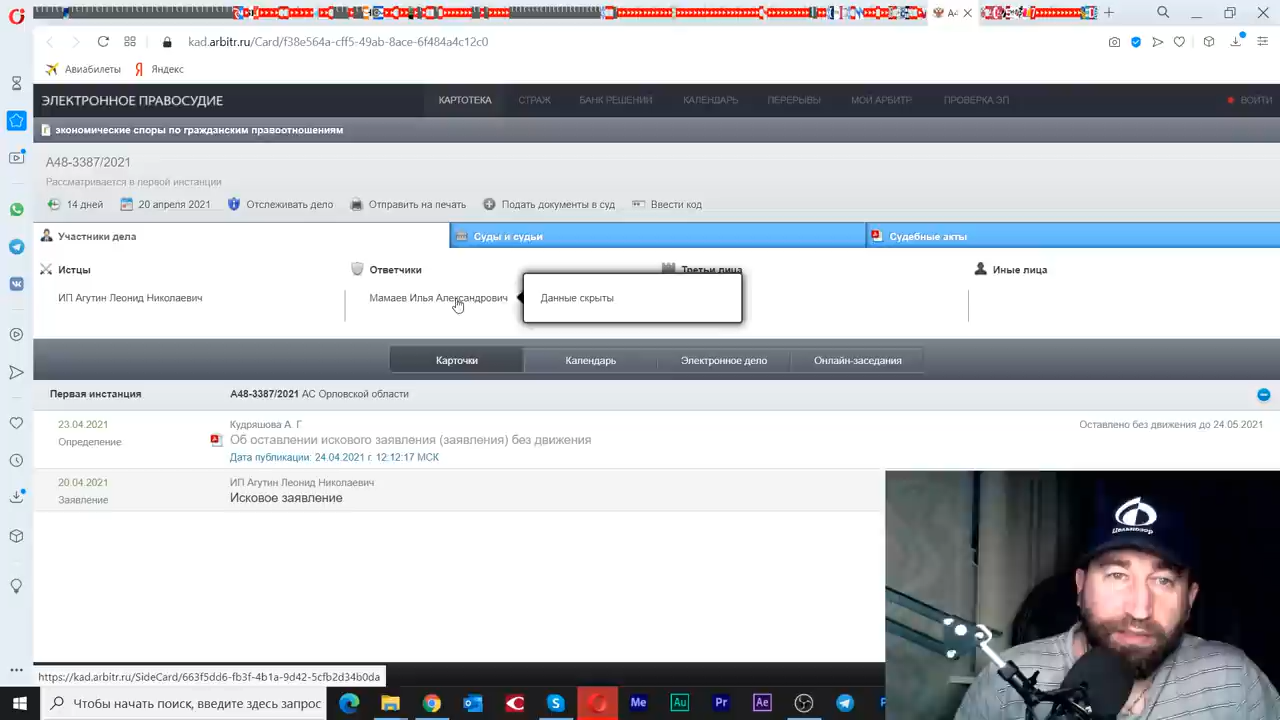 kad.arbitr.ru/Card/f38e564a-cff5-49ab-8ace-6f484a4c12c0
Авиабилеты Яндекс
ЭЛЕКТРОННОЕ ПРАВОСУДИЕ КАРТОТЕКА СТРАЖ БАНК РЕШЕНИЙ КАЛЕНДАРЬ ПЕРЕРЫВЫ МОЙ АРБИТР ПРОВЕРКА ЭП ВОЙТИ
экономические споры по гражданским правоотношениям
А48-3387/2021
Рассматривается в первой инстанции
14 дней 20 апреля 2021 Отслеживать дело Отправить на печать Подать документы в суд Ввести код
Участники дела Суды и судьи Судебные акты
Истцы Ответчики Третьи лица Иные лица
ИП Агутин Леонид Николаевич Мамаев Илья Александрович Данные скрыты
Карточки Календарь Электронное дело Онлайн-заседания
Первая инстанция А48-3387/2021 АС Орловской области
23.04.2021 Кудряшова А. Г Оставлено без движения до 24.05.2021
Определение Об оставлении искового заявления (заявления) без движения
Дата публикации: 24.04.2021 г. 12:12:17 МСК
20.04.2021 ИП Агутин Леонид Николаевич
Заявление Исковое заявление
Цельнозор
https://kad.arbitr.ru/SideCard/663f5dd6-fb3f-4b1a-9d42-5cfb2d34b0da
Чтобы начать поиск, введите здесь запрос Me Au Pr Ae